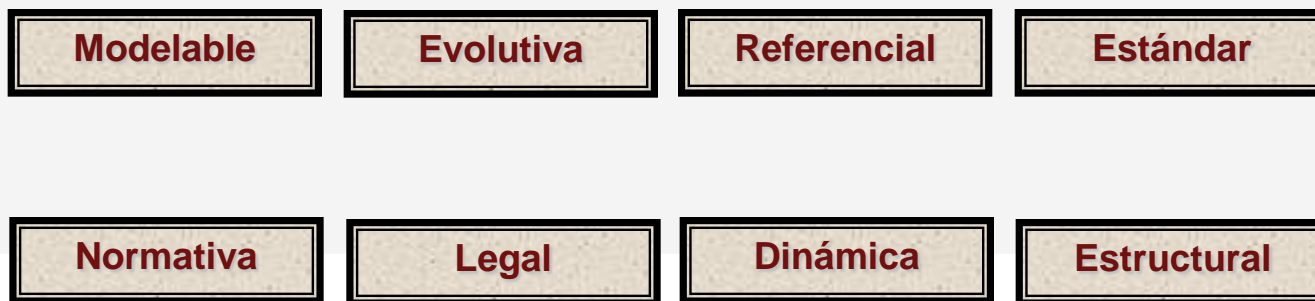 Modelable
Evolutiva
Referencial
Estándar
Normativa
Legal
Dinámica
Estructural